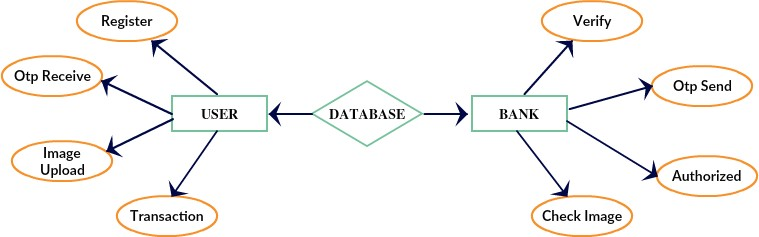 Register
Verify
Otp Receive
Otp Send
USER
DATABASE
BANK
Image
Upload
Authorized
Transaction
Check Image